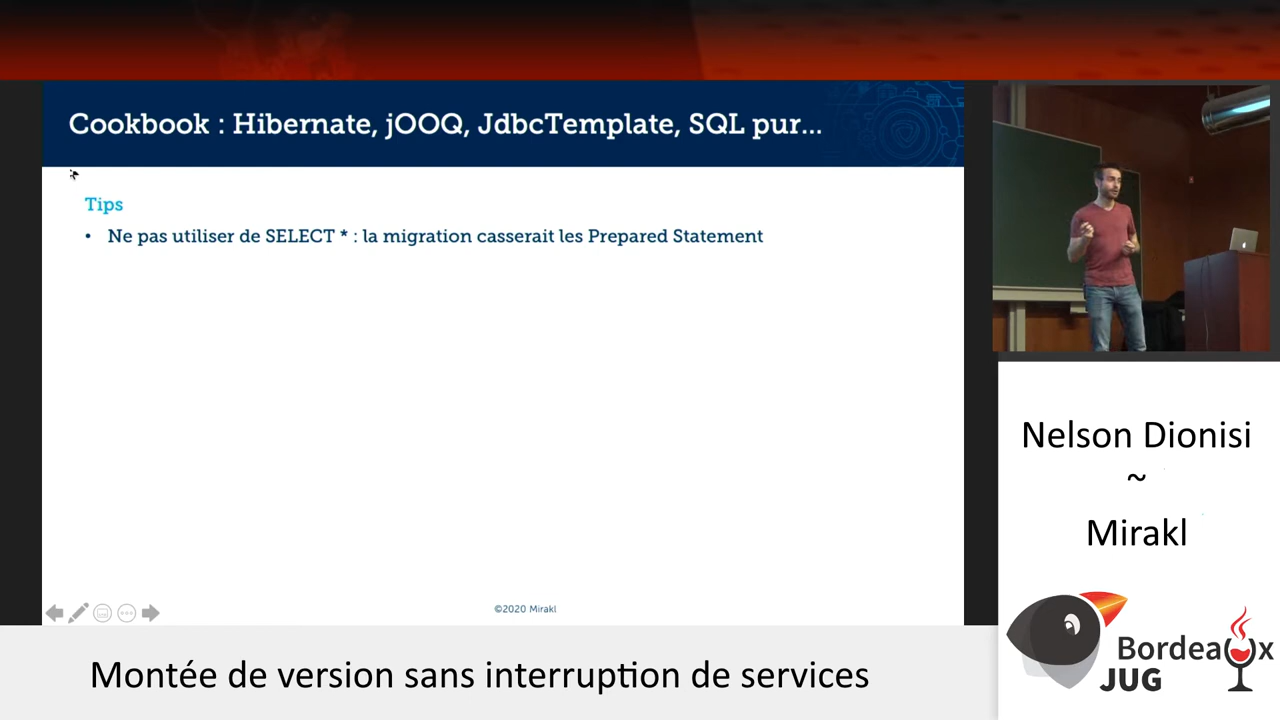 Cookbook : Hibernate, jOOQ, JdbcTemplate, SQL pur...
Tips
• Ne pas utiliser de SELECT * : la migration casserait les Prepared Statement
©2020 Mirakl
Nelson Dionisi
~
Mirakl
Bordeaux
JUG
Montée de version sans interruption de services